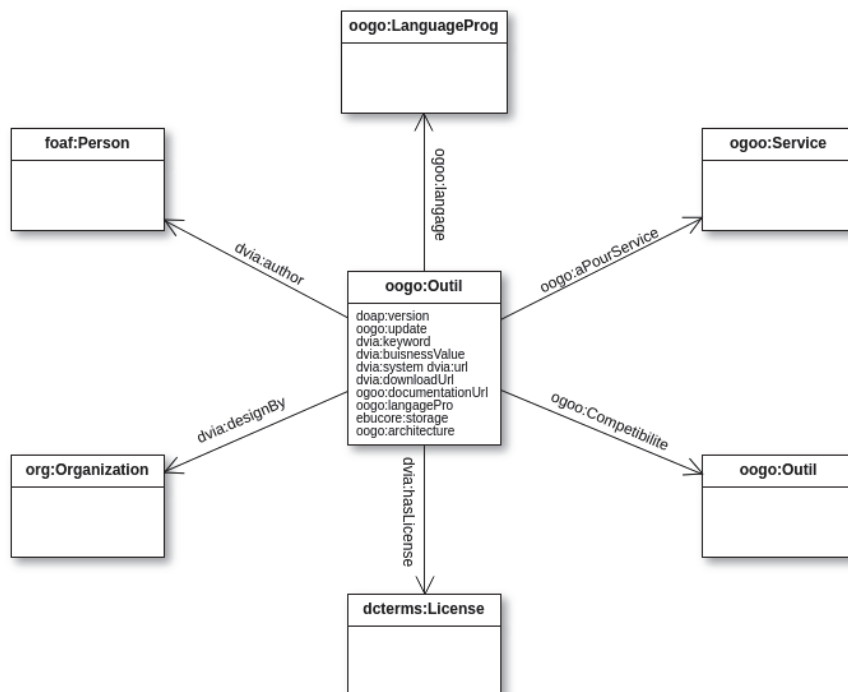 oogo:LanguageProg
foaf:Person
ogoo:Service
ogoo:langage
dvia:author
oogo:aPourService
oogo:Outil
doap:version
oogo:update
dvia:keyword
dvia:buisnessValue
dvia:system dvia:url
dvia:downloadUrl
ogoo:documentationUrl
oogo:langagePro
ebucore:storage
oogo:architecture
dvia:designBy
ogoo:Competibilite
org:Organization
dvia:hasLicense
oogo:Outil
dcterms:License